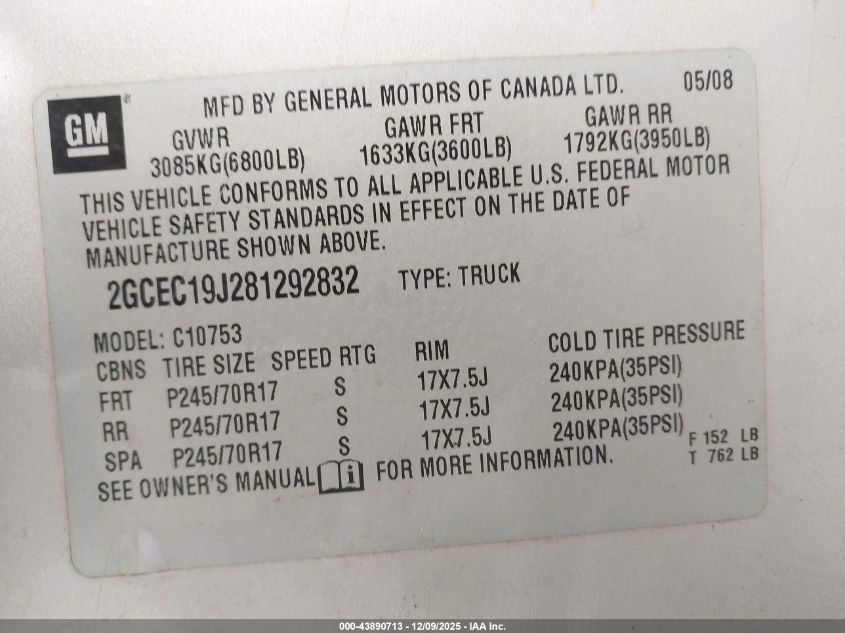 GM
MFD BY GENERAL MOTORS OF CANADA LTD. 05/08
GVWR GAWR FRT GAWR RR
3085KG(6800LB) 1633KG(3600LB) 1792KG(3950LB)
THIS VEHICLE CONFORMS TO ALL APPLICABLE U.S. FEDERAL MOTOR
VEHICLE SAFETY STANDARDS IN EFFECT ON THE DATE OF
MANUFACTURE SHOWN ABOVE.
2GCEC19J281292832 TYPE: TRUCK
MODEL: C10753
CBNS TIRE SIZE SPEED RTG RIM COLD TIRE PRESSURE
FRT P245/70R17 S 17X7.5J 240KPA(35PSI)
RR P245/70R17 S 17X7.5J 240KPA(35PSI)
SPA P245/70R17 S 17X7.5J 240KPA(35PSI)
F 152 LB
T 762 LB
SEE OWNER'S MANUAL i FOR MORE INFORMATION.
000-43890713 - 12/09/2025 - IAA Inc.